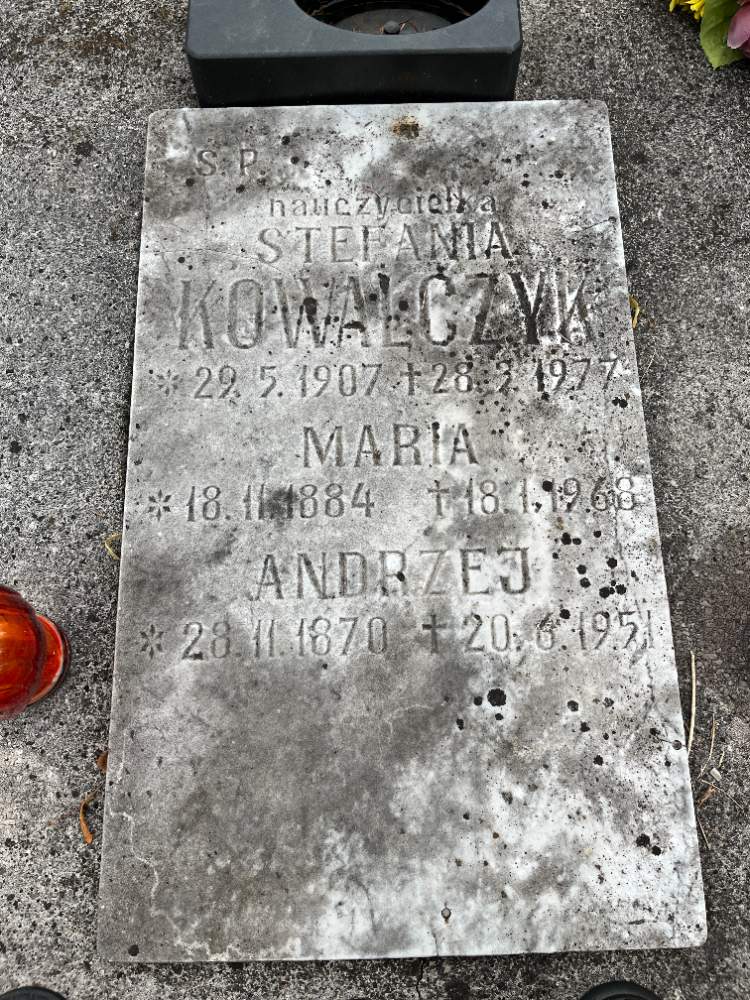 Ś. P.
nauczycielka
STEFANIA
KOWALCZYK
* 29. 5. 1907 † 28. 3. 1977
MARIA
* 18. 11. 1884 † 18. 1. 1968
ANDRZEJ
* 28. 11. 1870 † 20. 6. 1951